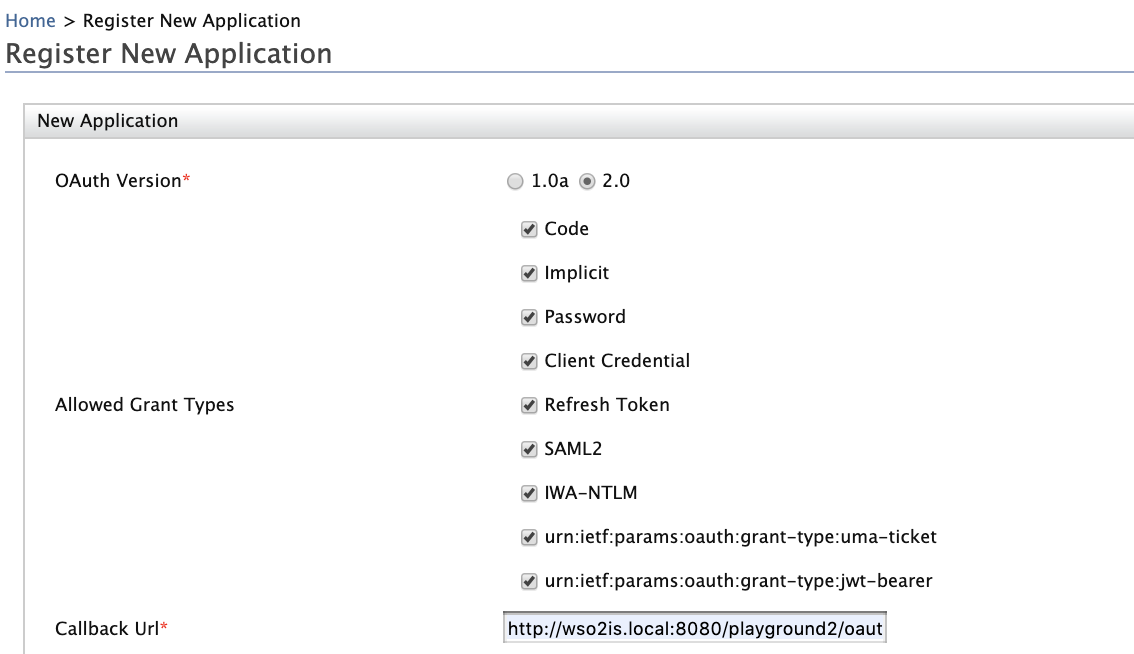 Home > Register New Application
Register New Application
New Application
OAuth Version* 1.0a 2.0
Code
Implicit
Password
Client Credential
Allowed Grant Types Refresh Token
SAML2
IWA-NTLM
urn:ietf:params:oauth:grant-type:uma-ticket
urn:ietf:params:oauth:grant-type:jwt-bearer
Callback Url* http://wso2is.local:8080/playground2/oaut